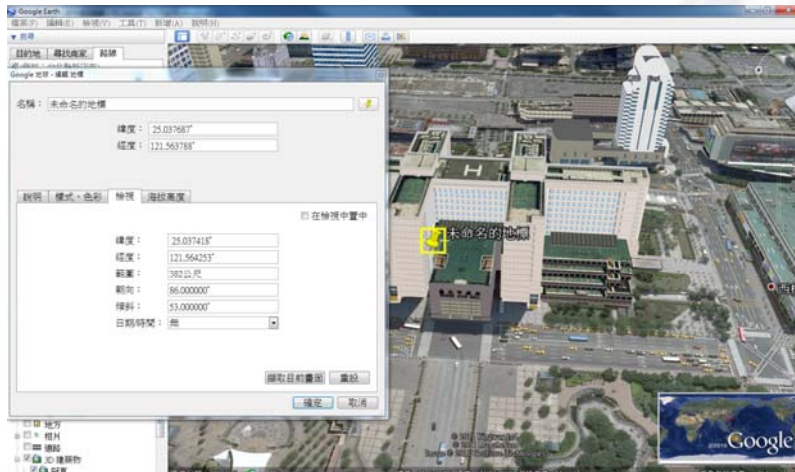 Google Earth
檔案(F) 編輯(E) 檢視(V) 工具(T) 新增(A) 說明(H)
▼ 搜尋
目的地 尋找商家 路線
Google 地球 - 編輯 地標
名稱： 未命名的地標
緯度： 25.037687°
經度： 121.563788°
說明 樣式、色彩 檢視 海拔高度
在檢視中置中
緯度： 25.037418°
經度： 121.564253°
範圍： 382公尺
朝向： 86.000000°
傾斜： 53.000000°
日期/時間： 無
擷取目前畫面 重設
確定 取消
未命名的地標
H
地方
相片
道路
3D 建築物
Google